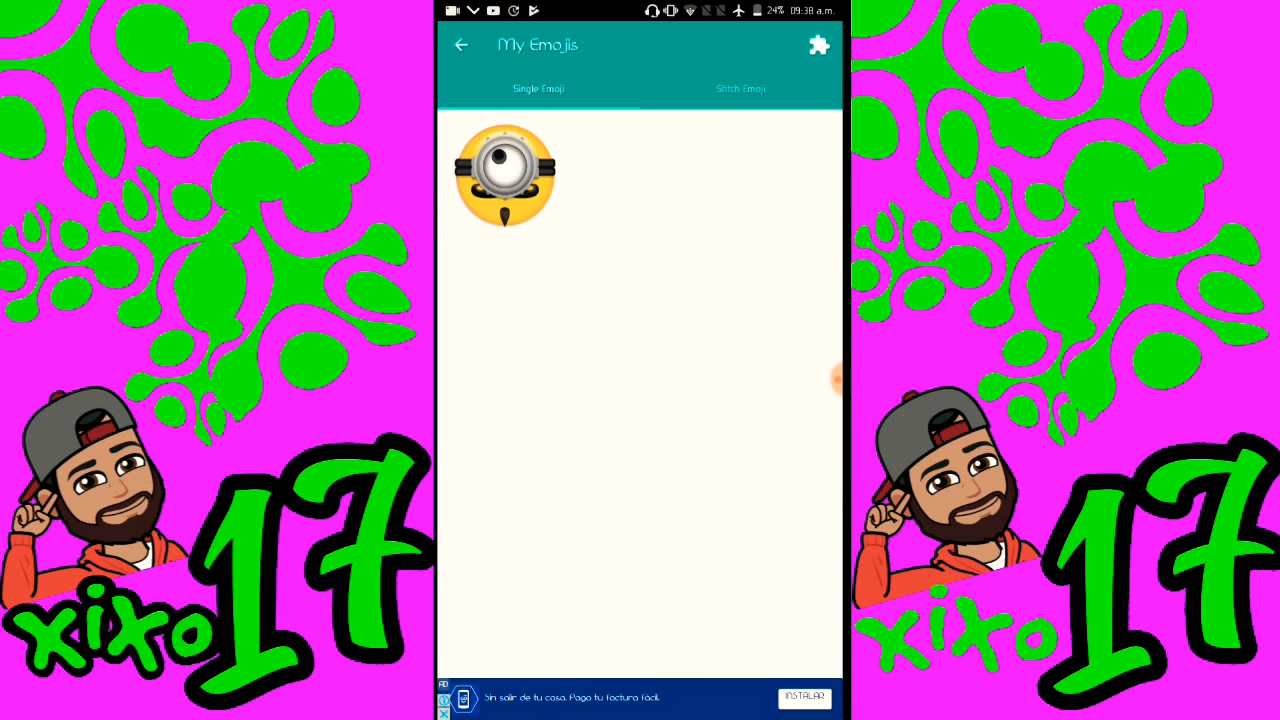 24% 09:38 a.m.
My Emojis
Single Emoji
Stitch Emoji
xixo 17
xixo 17
AD
Sin salir de tu casa. Paga tu factura fácil.
INSTALAR